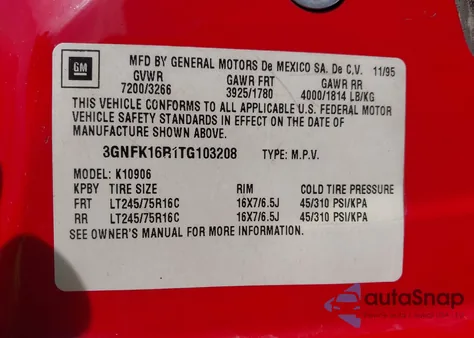 GM
MFD BY GENERAL MOTORS De MEXICO SA. De C.V. 11/95
GVWR GAWR FRT GAWR RR
7200/3266 3925/1780 4000/1814 LB/KG
THIS VEHICLE CONFORMS TO ALL APPLICABLE U.S. FEDERAL MOTOR
VEHICLE SAFETY STANDARDS IN EFFECT ON THE DATE OF
MANUFACTURE SHOWN ABOVE.
3GNFK16R1TG103208 TYPE: M.P.V.
MODEL: K10906
KPBY TIRE SIZE RIM COLD TIRE PRESSURE
FRT LT245/75R16C 16X7/6.5J 45/310 PSI/KPA
RR LT245/75R16C 16X7/6.5J 45/310 PSI/KPA
SEE OWNER'S MANUAL FOR MORE INFORMATION.
autoSnap